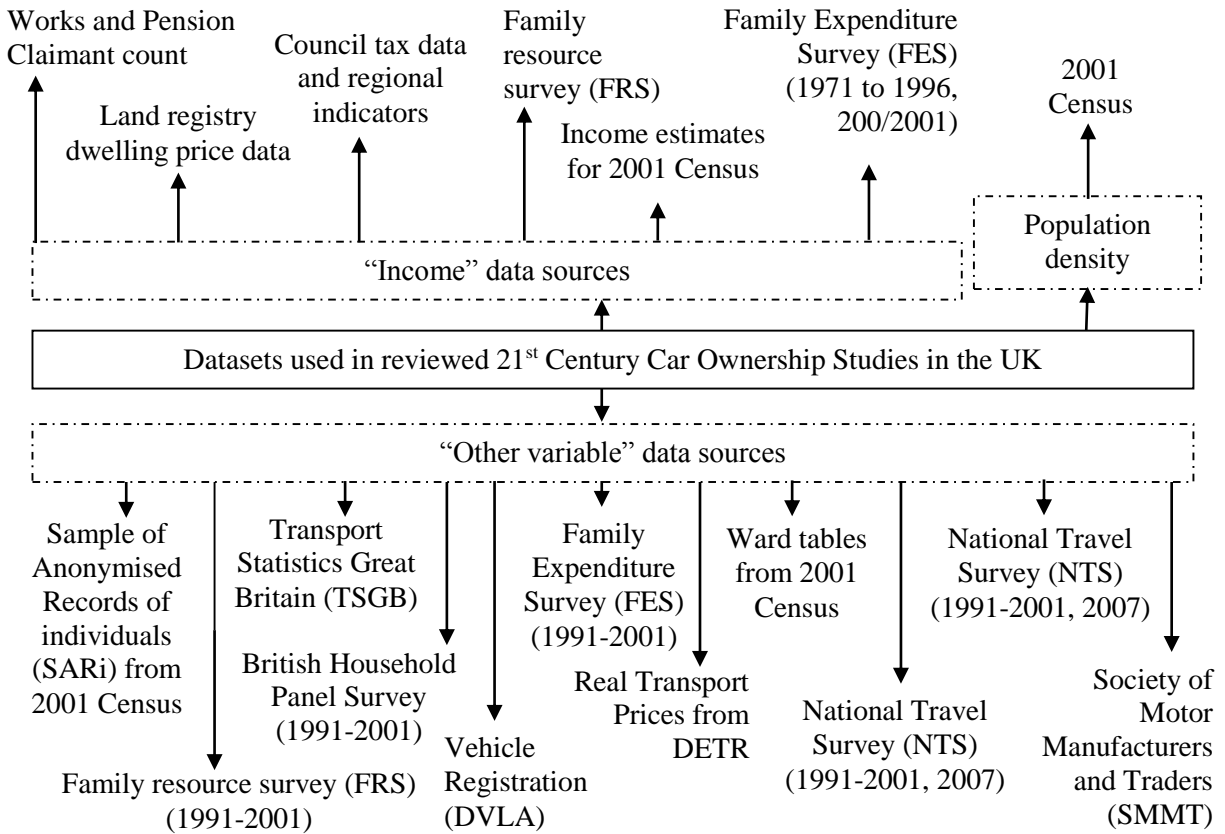 Works and Pension
Claimant count
Land registry
dwelling price data
Council tax data
and regional
indicators
Family
resource
survey (FRS)
Income estimates
for 2001 Census
Family Expenditure
Survey (FES)
(1971 to 1996,
200/2001)
2001
Census
Population
density
“Income” data sources
Datasets used in reviewed 21st Century Car Ownership Studies in the UK
“Other variable” data sources
Sample of
Anonymised
Records of
individuals
(SARi) from
2001 Census
Family resource survey (FRS)
(1991-2001)
Transport
Statistics Great
Britain (TSGB)
British Household
Panel Survey
(1991-2001)
Vehicle
Registration
(DVLA)
Family
Expenditure
Survey (FES)
(1991-2001)
Real Transport
Prices from
DETR
Ward tables
from 2001
Census
National Travel
Survey (NTS)
(1991-2001, 2007)
National Travel
Survey (NTS)
(1991-2001, 2007)
Society of
Motor
Manufacturers
and Traders
(SMMT)